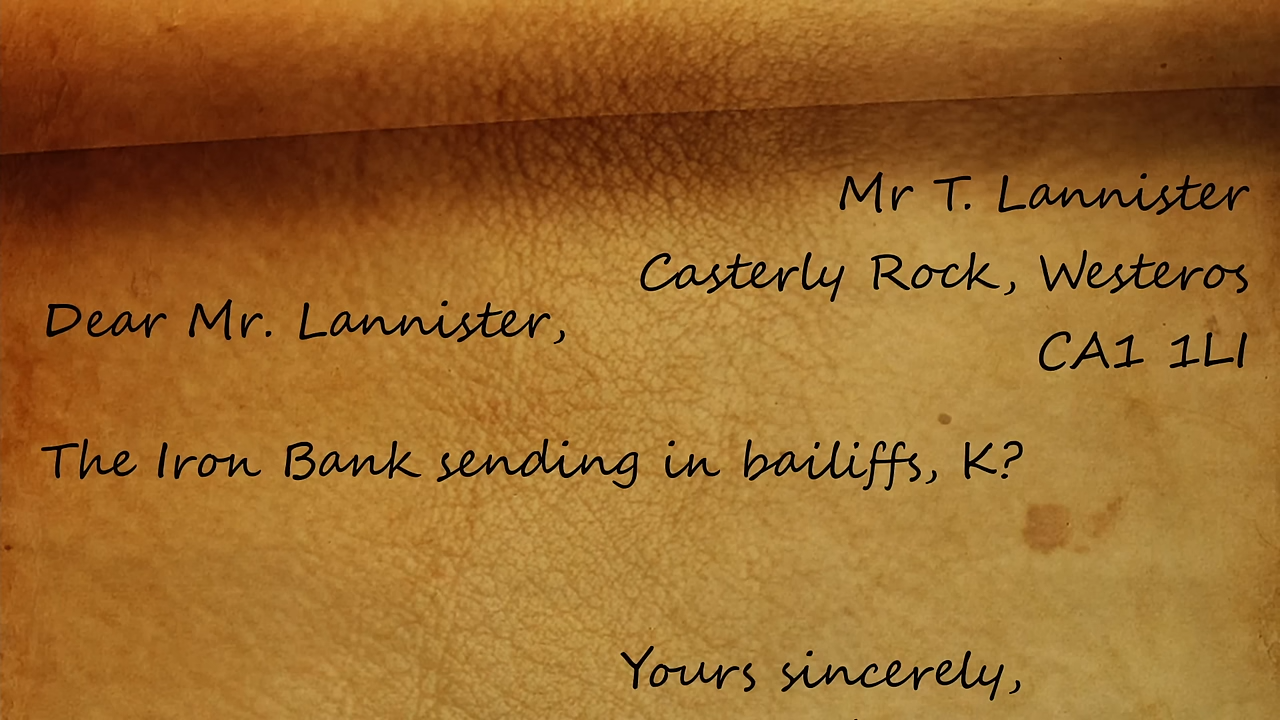 Mr T. Lannister
Casterly Rock, Westeros
CA1 1LI
Dear Mr. Lannister,
The Iron Bank sending in bailiffs, K?
Yours sincerely,